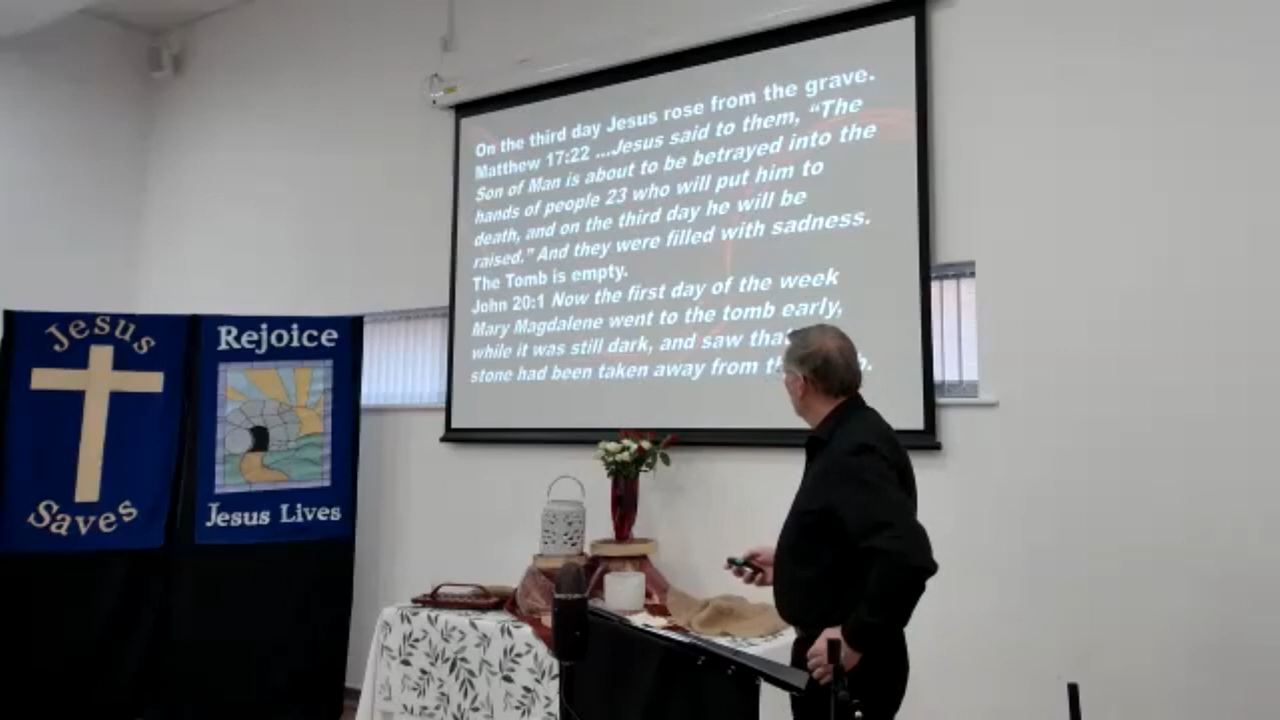 On the third day Jesus rose from the grave.
Matthew 17:22 ...Jesus said to them, “The
Son of Man is about to be betrayed into the
hands of people 23 who will put him to
death, and on the third day he will be
raised.” And they were filled with sadness.
The Tomb is empty.
John 20:1 Now the first day of the week
Mary Magdalene went to the tomb early,
while it was still dark, and saw
stone had been taken away from
Jesus
Saves
Rejoice
Jesus Lives